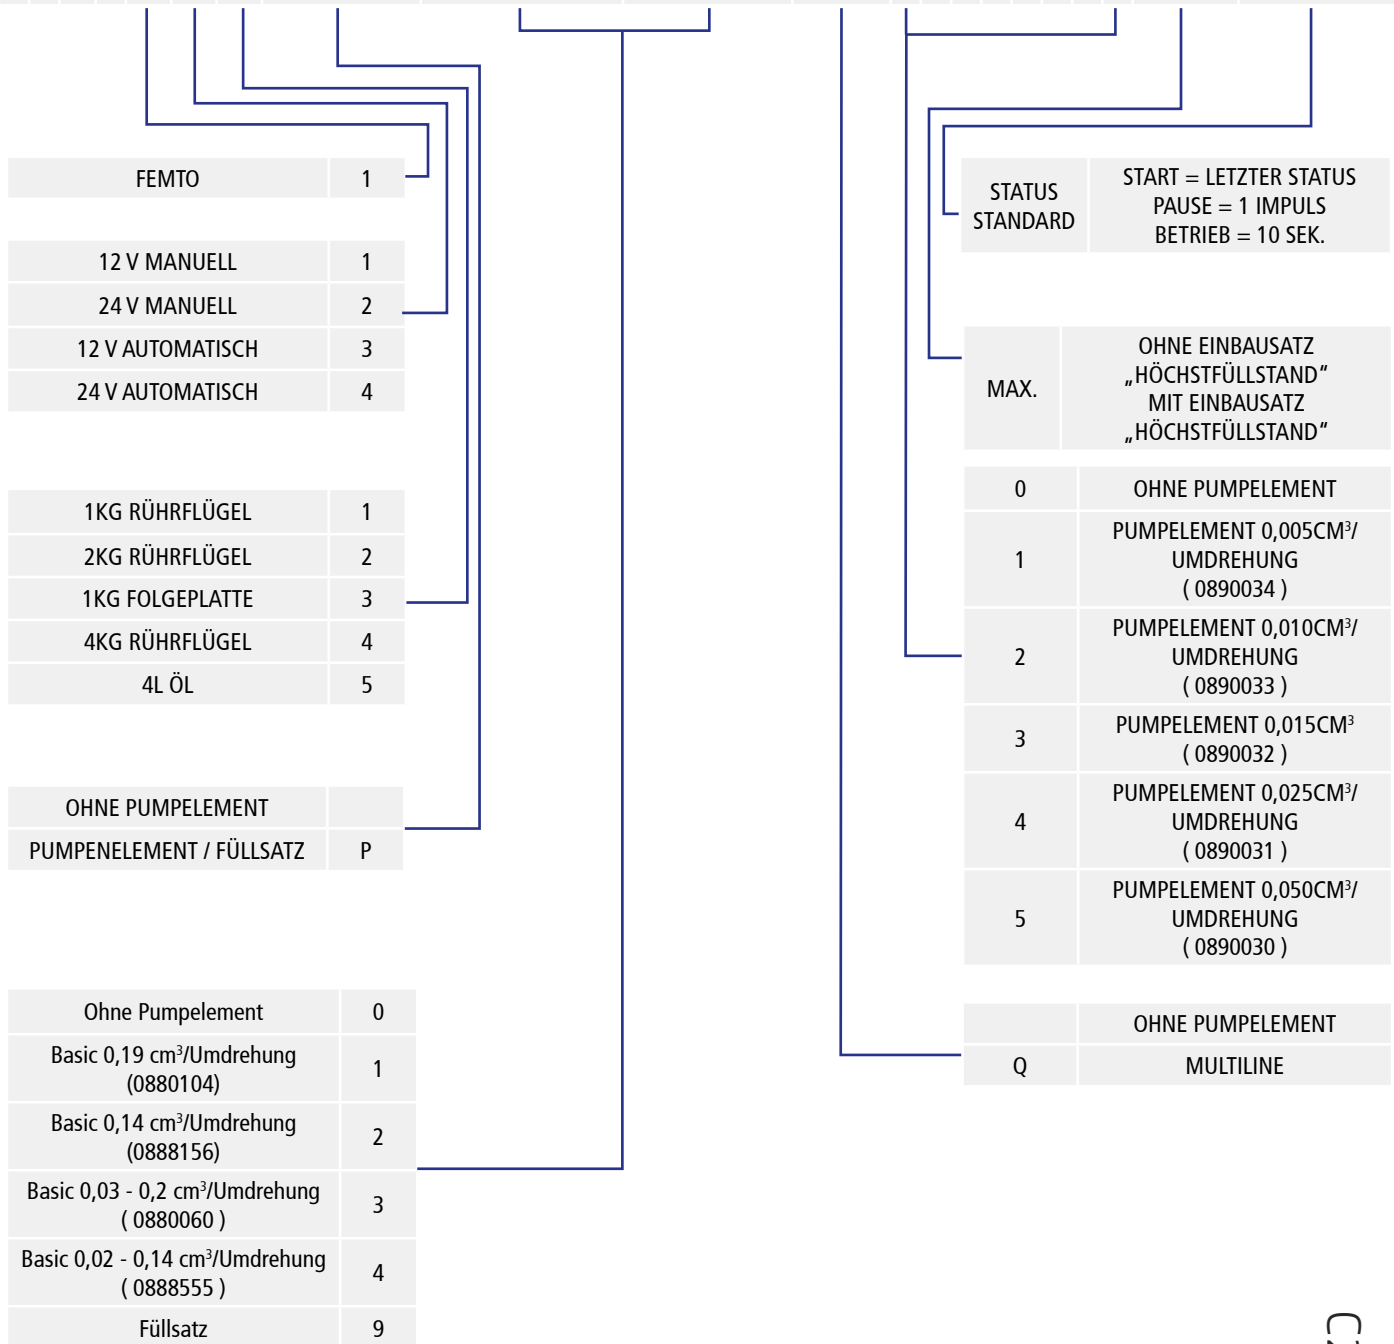 FEMTO 1
12 V MANUELL 1
24 V MANUELL 2
12 V AUTOMATISCH 3
24 V AUTOMATISCH 4
1KG RÜHRFLÜGEL 1
2KG RÜHRFLÜGEL 2
1KG FOLGEPLATTE 3
4KG RÜHRFLÜGEL 4
4L ÖL 5
OHNE PUMPELEMENT
PUMPENELEMENT / FÜLLSATZ P
Ohne Pumpelement 0
Basic 0,19 cm³/Umdrehung
(0880104)
1
Basic 0,14 cm³/Umdrehung
(0888156)
2
Basic 0,03 - 0,2 cm³/Umdrehung
( 0880060 )
3
Basic 0,02 - 0,14 cm³/Umdrehung
( 0888555 )
4
Füllsatz 9
STATUS
STANDARD
START = LETZTER STATUS
PAUSE = 1 IMPULS
BETRIEB = 10 SEK.
MAX.
OHNE EINBAUSATZ
„HÖCHSTFÜLLSTAND"
MIT EINBAUSATZ
„HÖCHSTFÜLLSTAND"
0 OHNE PUMPELEMENT
1
PUMPELEMENT 0,005CM³/
UMDREHUNG
( 0890034 )
2
PUMPELEMENT 0,010CM³/
UMDREHUNG
( 0890033 )
3
PUMPELEMENT 0,015CM³
( 0890032 )
4
PUMPELEMENT 0,025CM³/
UMDREHUNG
( 0890031 )
5
PUMPELEMENT 0,050CM³/
UMDREHUNG
( 0890030 )
OHNE PUMPELEMENT
Q MULTILINE